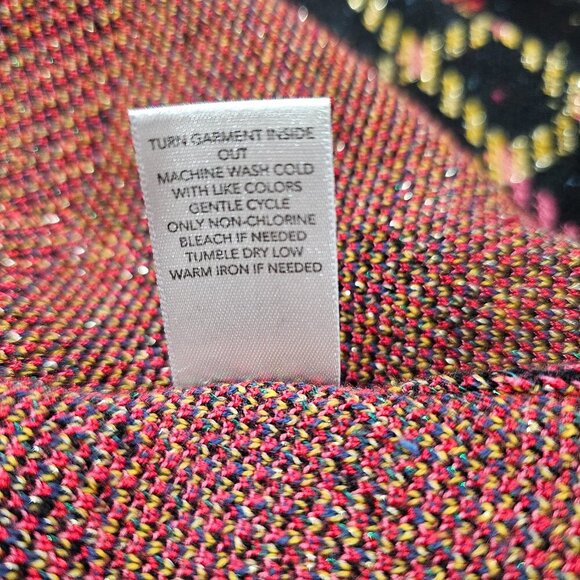 TURN GARMENT INSIDE
OUT
MACHINE WASH COLD
WITH LIKE COLORS
GENTLE CYCLE
ONLY NON-CHLORINE
BLEACH IF NEEDED
TUMBLE DRY LOW
WARM IRON IF NEEDED